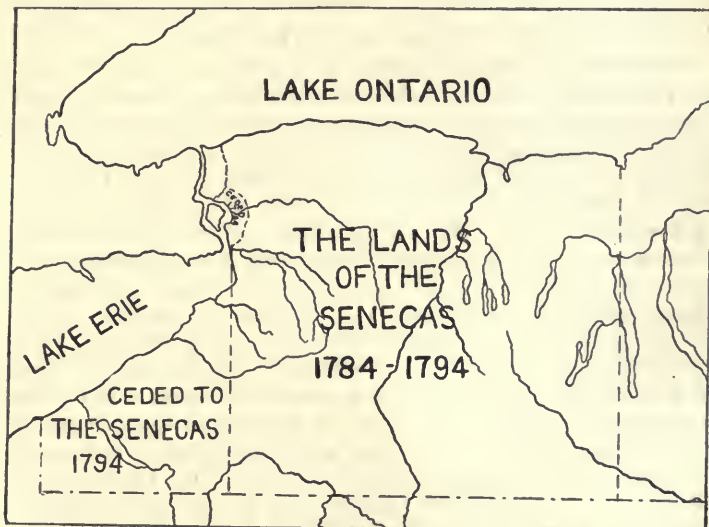 LAKE ONTARIO
THE LANDS
OF THE
SENECAS
1784 - 1794
LAKE ERIE
CEDED TO
THE SENECAS
1794